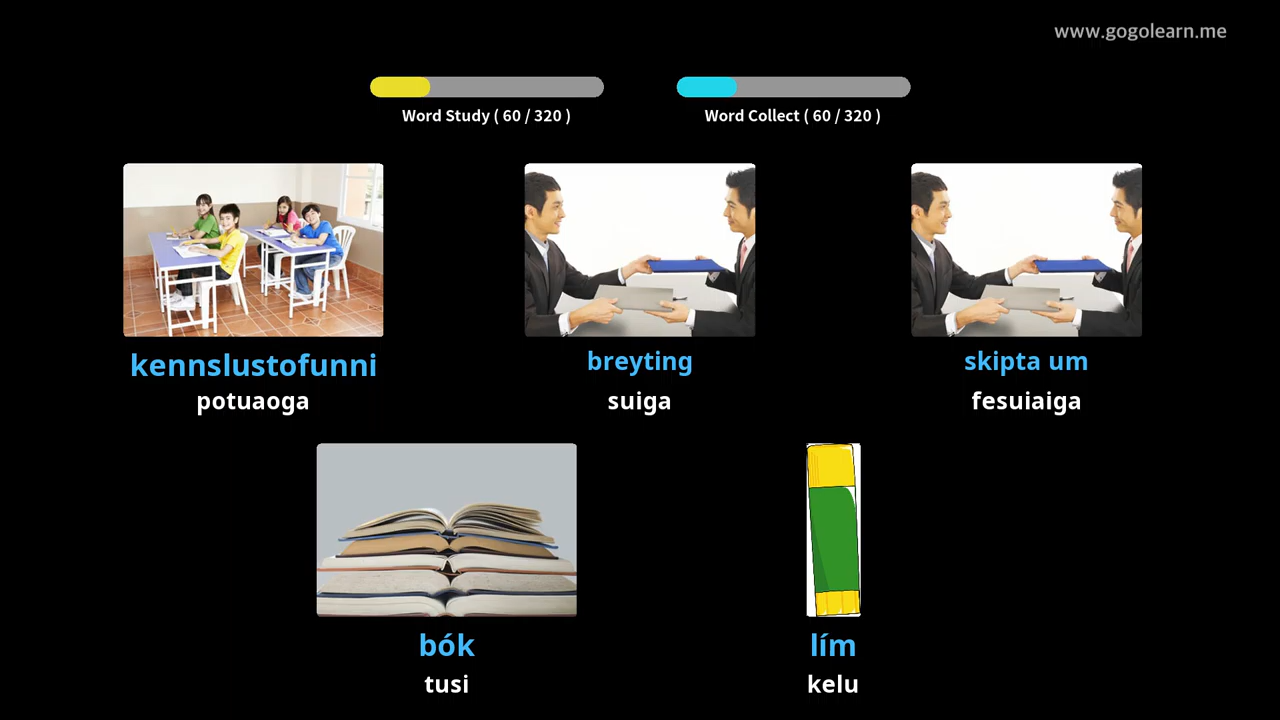 www.gogolearn.me
Word Study ( 60 / 320 )
Word Collect ( 60 / 320 )
kennslustofunni
potuaoga
breyting
suiga
skipta um
fesuiaiga
bók
tusi
lím
kelu